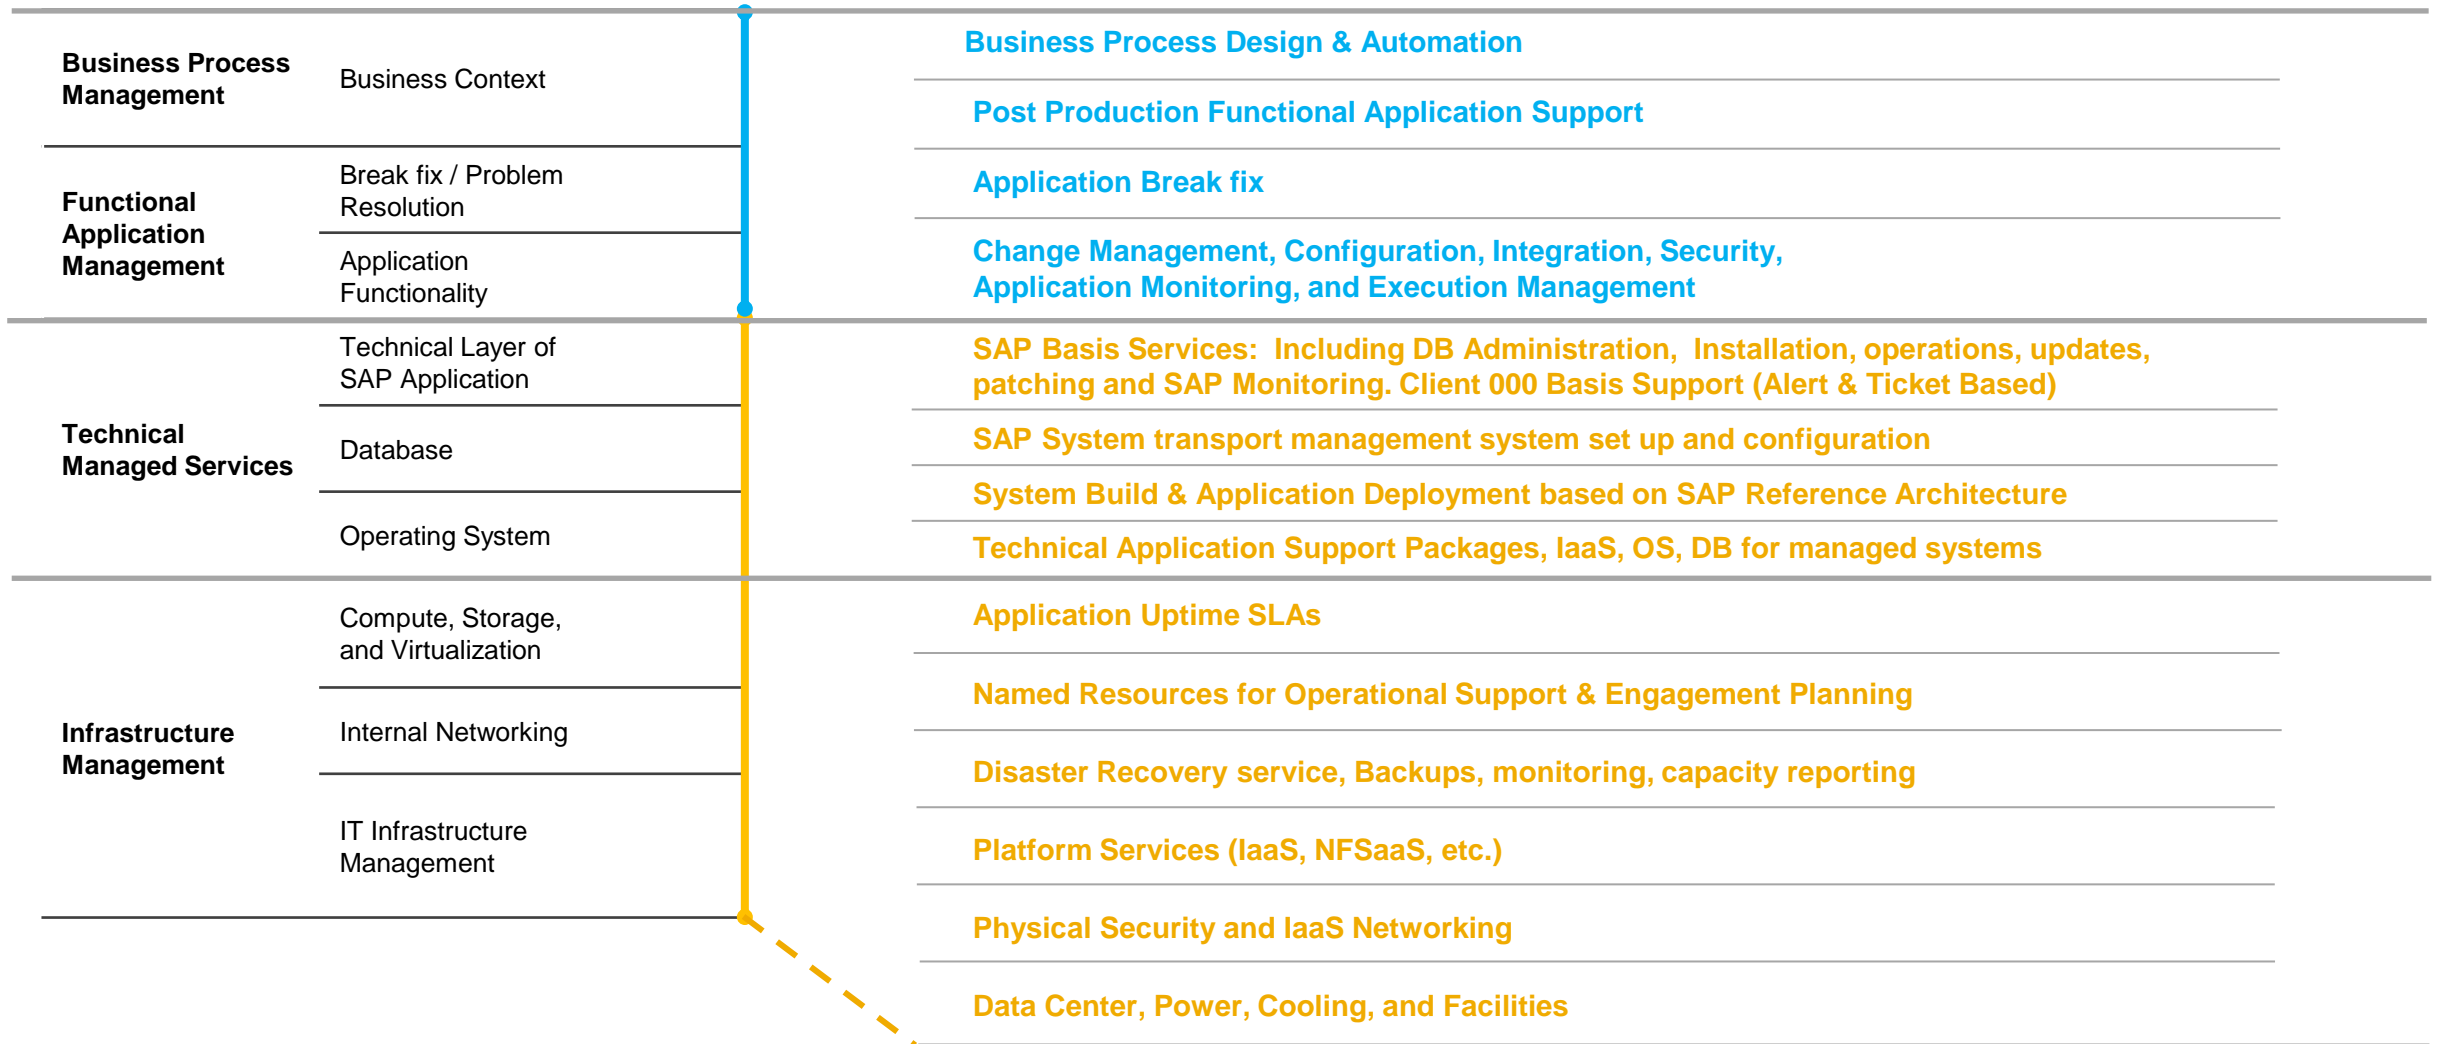 Business Process
Management
Business Context
Business Process Design & Automation
Post Production Functional Application Support
Functional
Application
Management
Break fix / Problem
Resolution
Application Break fix
Application
Functionality
Change Management, Configuration, Integration, Security,
Application Monitoring, and Execution Management
Technical
Managed Services
Technical Layer of
SAP Application
SAP Basis Services:  Including DB Administration,  Installation, operations, updates,
patching and SAP Monitoring. Client 000 Basis Support (Alert & Ticket Based)
Database
SAP System transport management system set up and configuration
System Build & Application Deployment based on SAP Reference Architecture
Operating System
Technical Application Support Packages, IaaS, OS, DB for managed systems
Infrastructure
Management
Compute, Storage,
and Virtualization
Application Uptime SLAs
Named Resources for Operational Support & Engagement Planning
Internal Networking
Disaster Recovery service, Backups, monitoring, capacity reporting
IT Infrastructure
Management
Platform Services (IaaS, NFSaaS, etc.)
Physical Security and IaaS Networking
Data Center, Power, Cooling, and Facilities